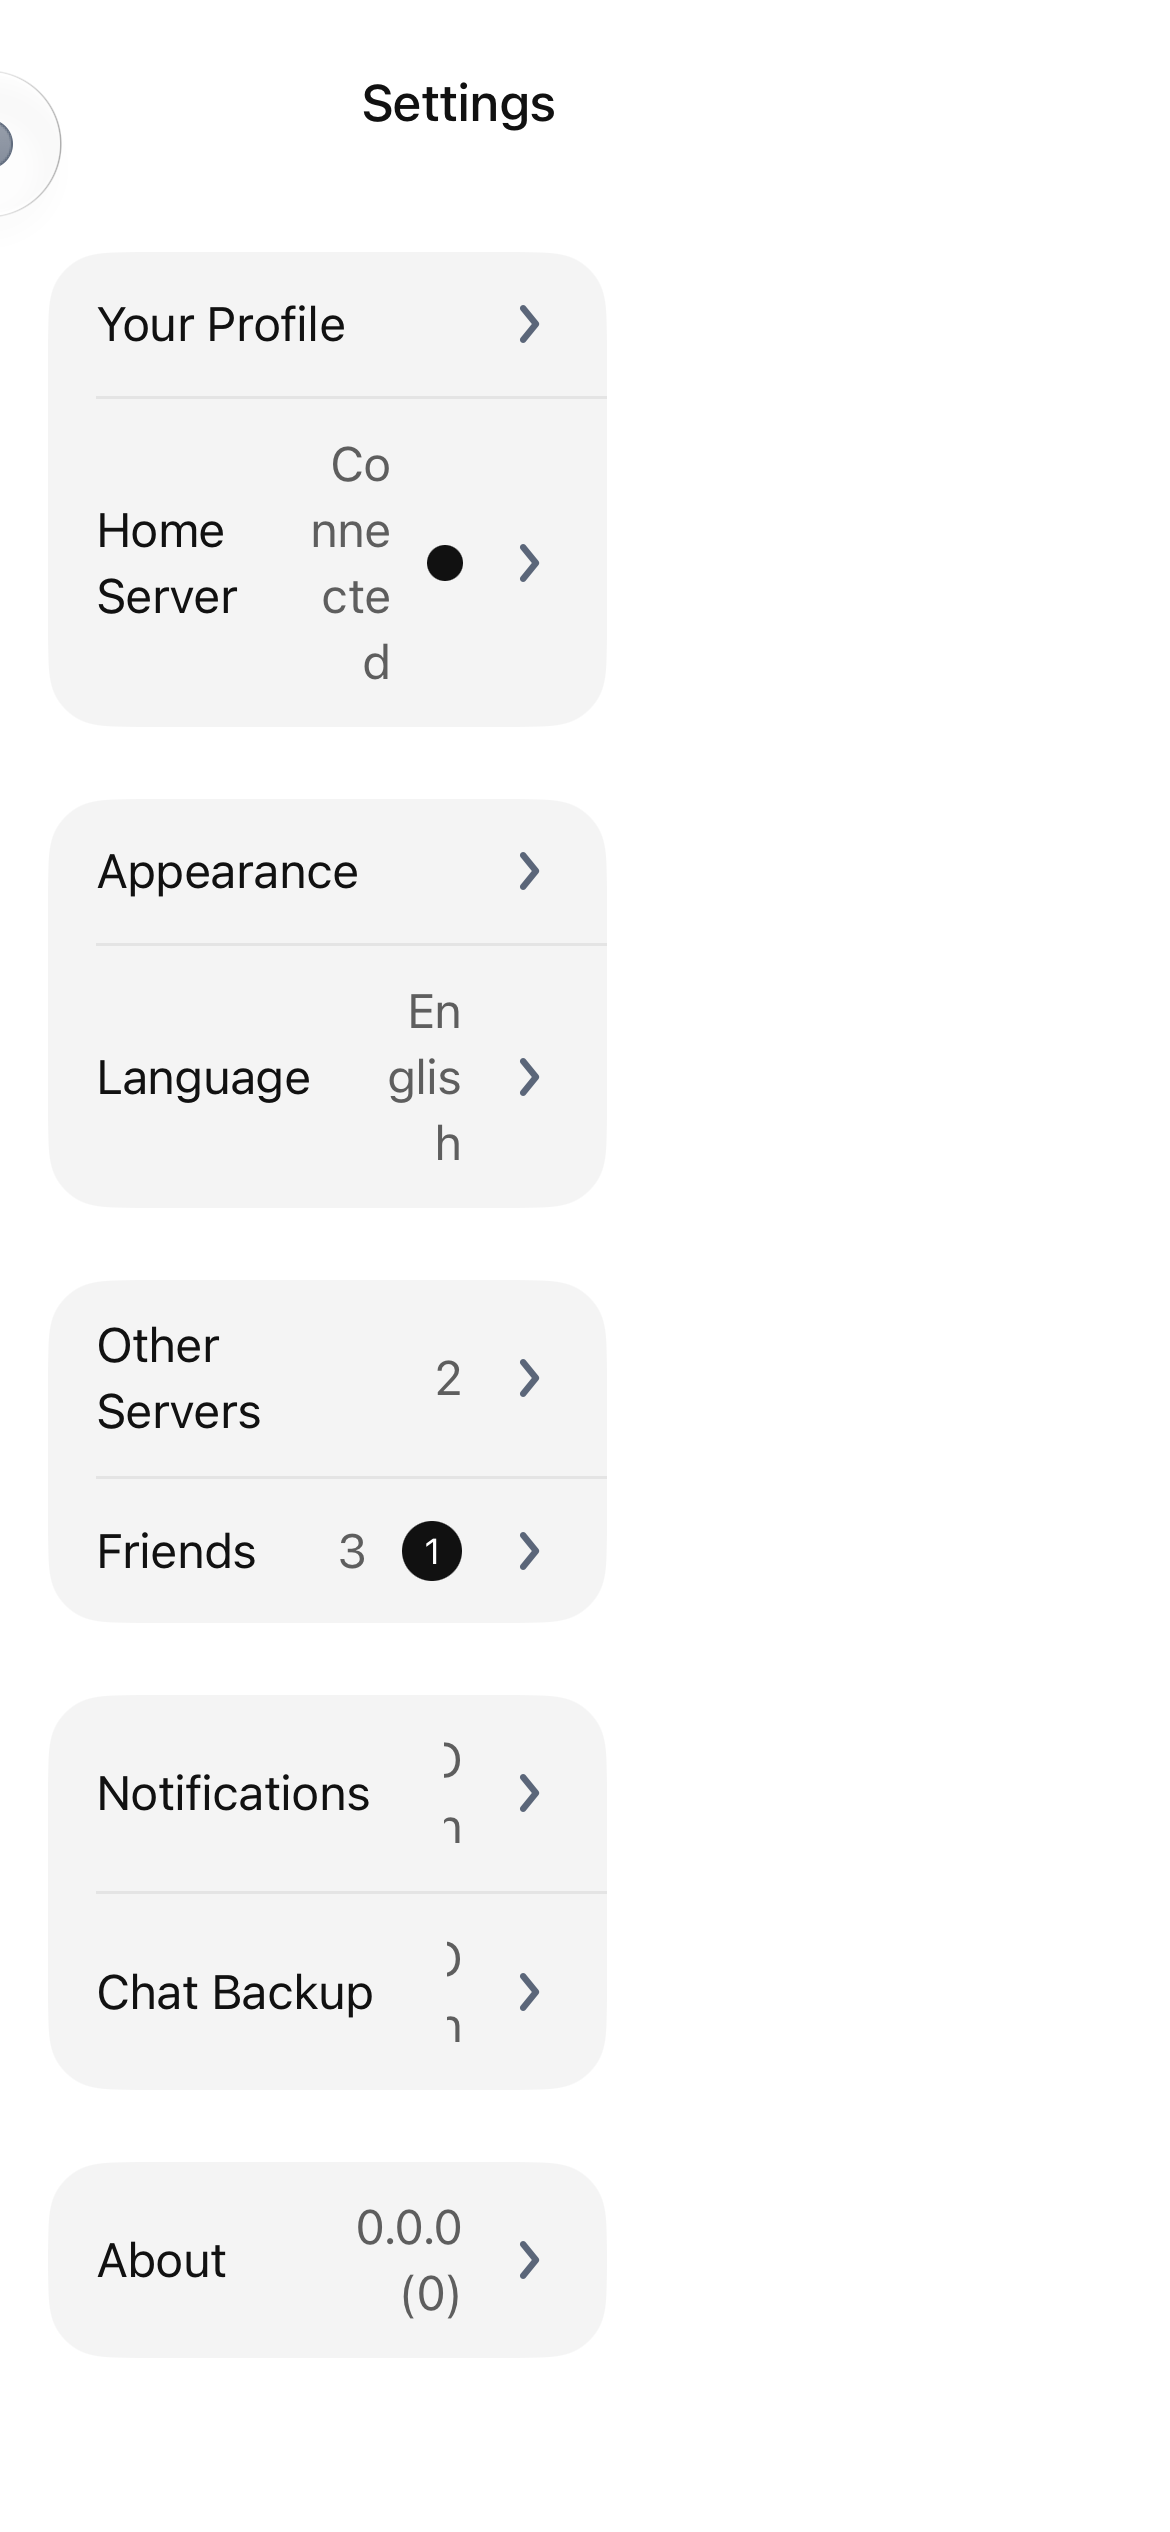 Settings
Your Profile
Home
Server
Co
nne
cte
d
Appearance
Language
En
glis
h
Other
Servers
2
Friends
3
1
Notifications
Chat Backup
About
0.0.0
(0)